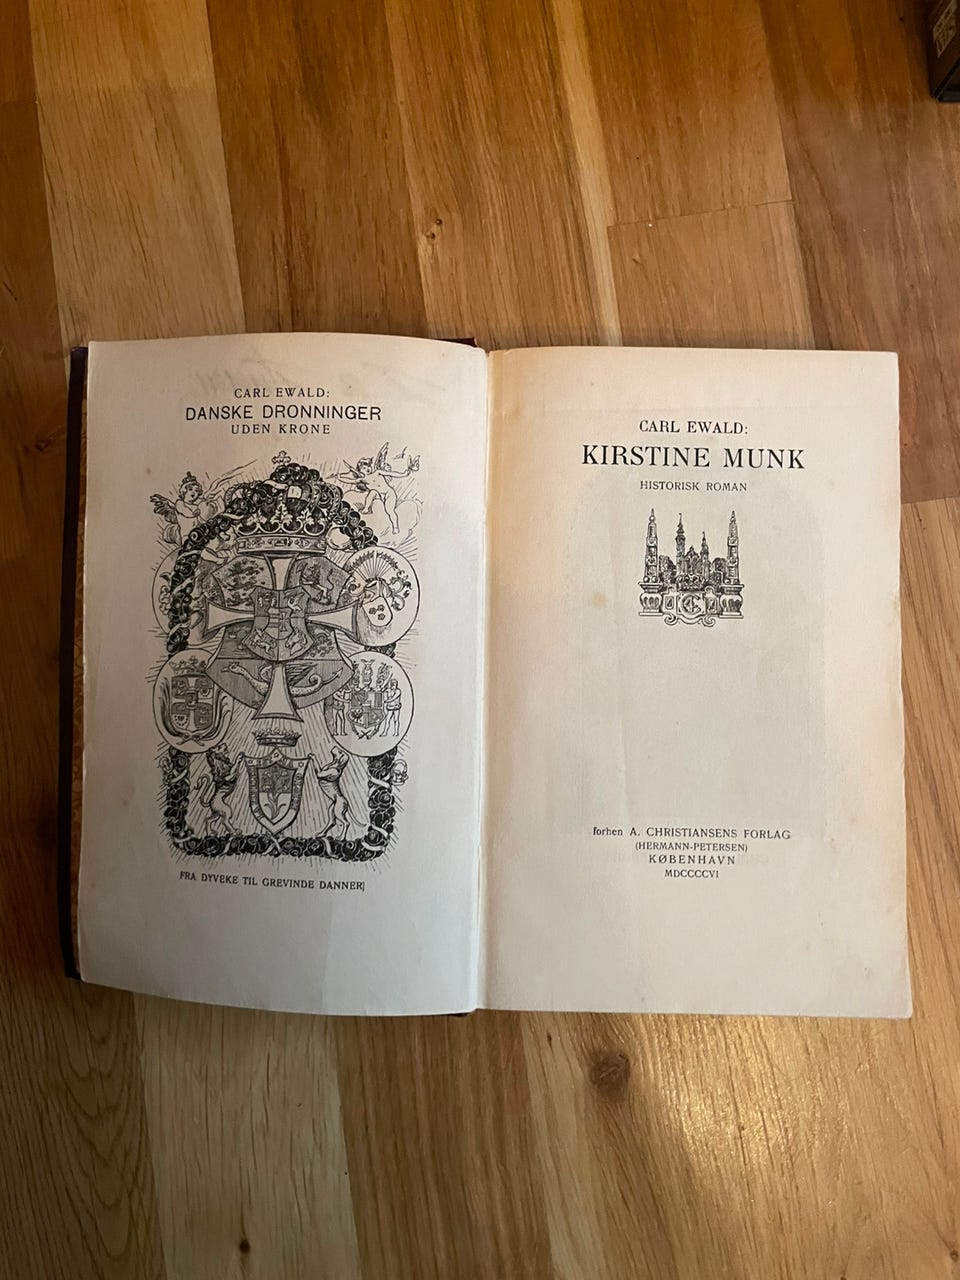 CARL EWALD:
DANSKE DRONNINGER
UDEN KRONE
FRA DYVEKE TIL GREVINDE DANNER
CARL EWALD:
KIRSTINE MUNK
HISTORISK ROMAN
forhen A. CHRISTIANSENS FORLAG
(HERMANN-PETERSEN)
KØBENHAVN
MDCCCCVI